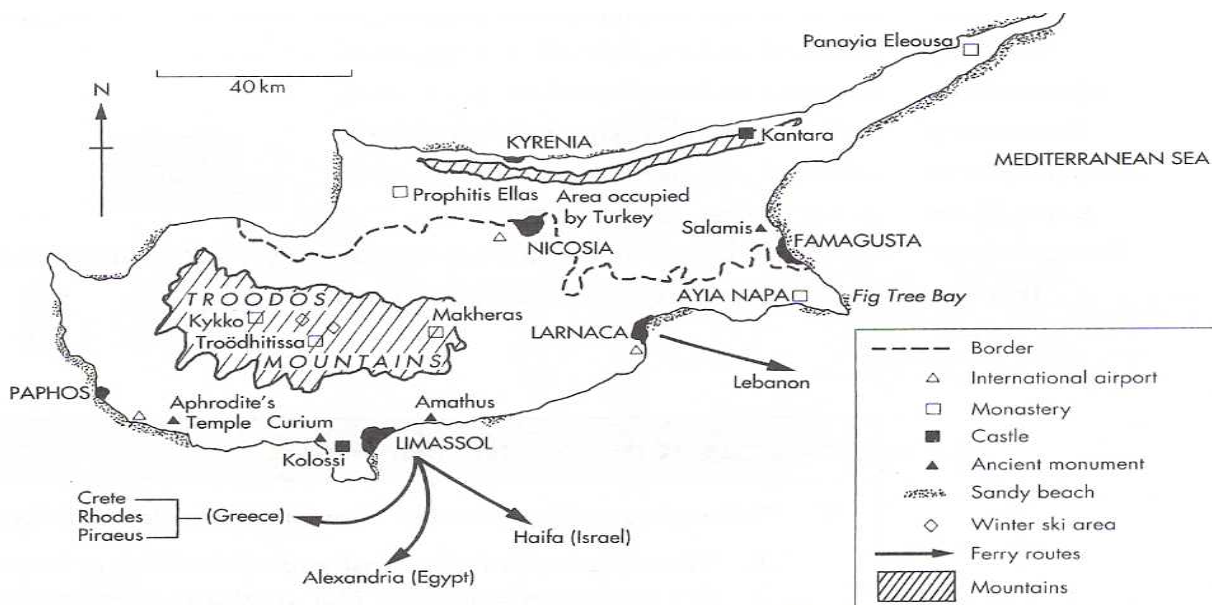 Panayia Eleousa
40 km
N
Kantara
KYRENIA
MEDITERRANEAN SEA
Prophitis Ellas
Area occupied
by Turkey
Salamis
FAMAGUSTA
NICOSIA
AYIA NAPA
Fig Tree Bay
TROODOS
Kykko
Makheras
Troödhitissa
MOUNTAINS
LARNACA
Lebanon
PAPHOS
Aphrodite's
Temple
Curium
Amathus
LIMASSOL
Kolossi
Crete
Rhodes
Piraeus
(Greece)
Haifa (Israel)
Alexandria (Egypt)
Border
International airport
Monastery
Castle
Ancient monument
Sandy beach
Winter ski area
Ferry routes
Mountains